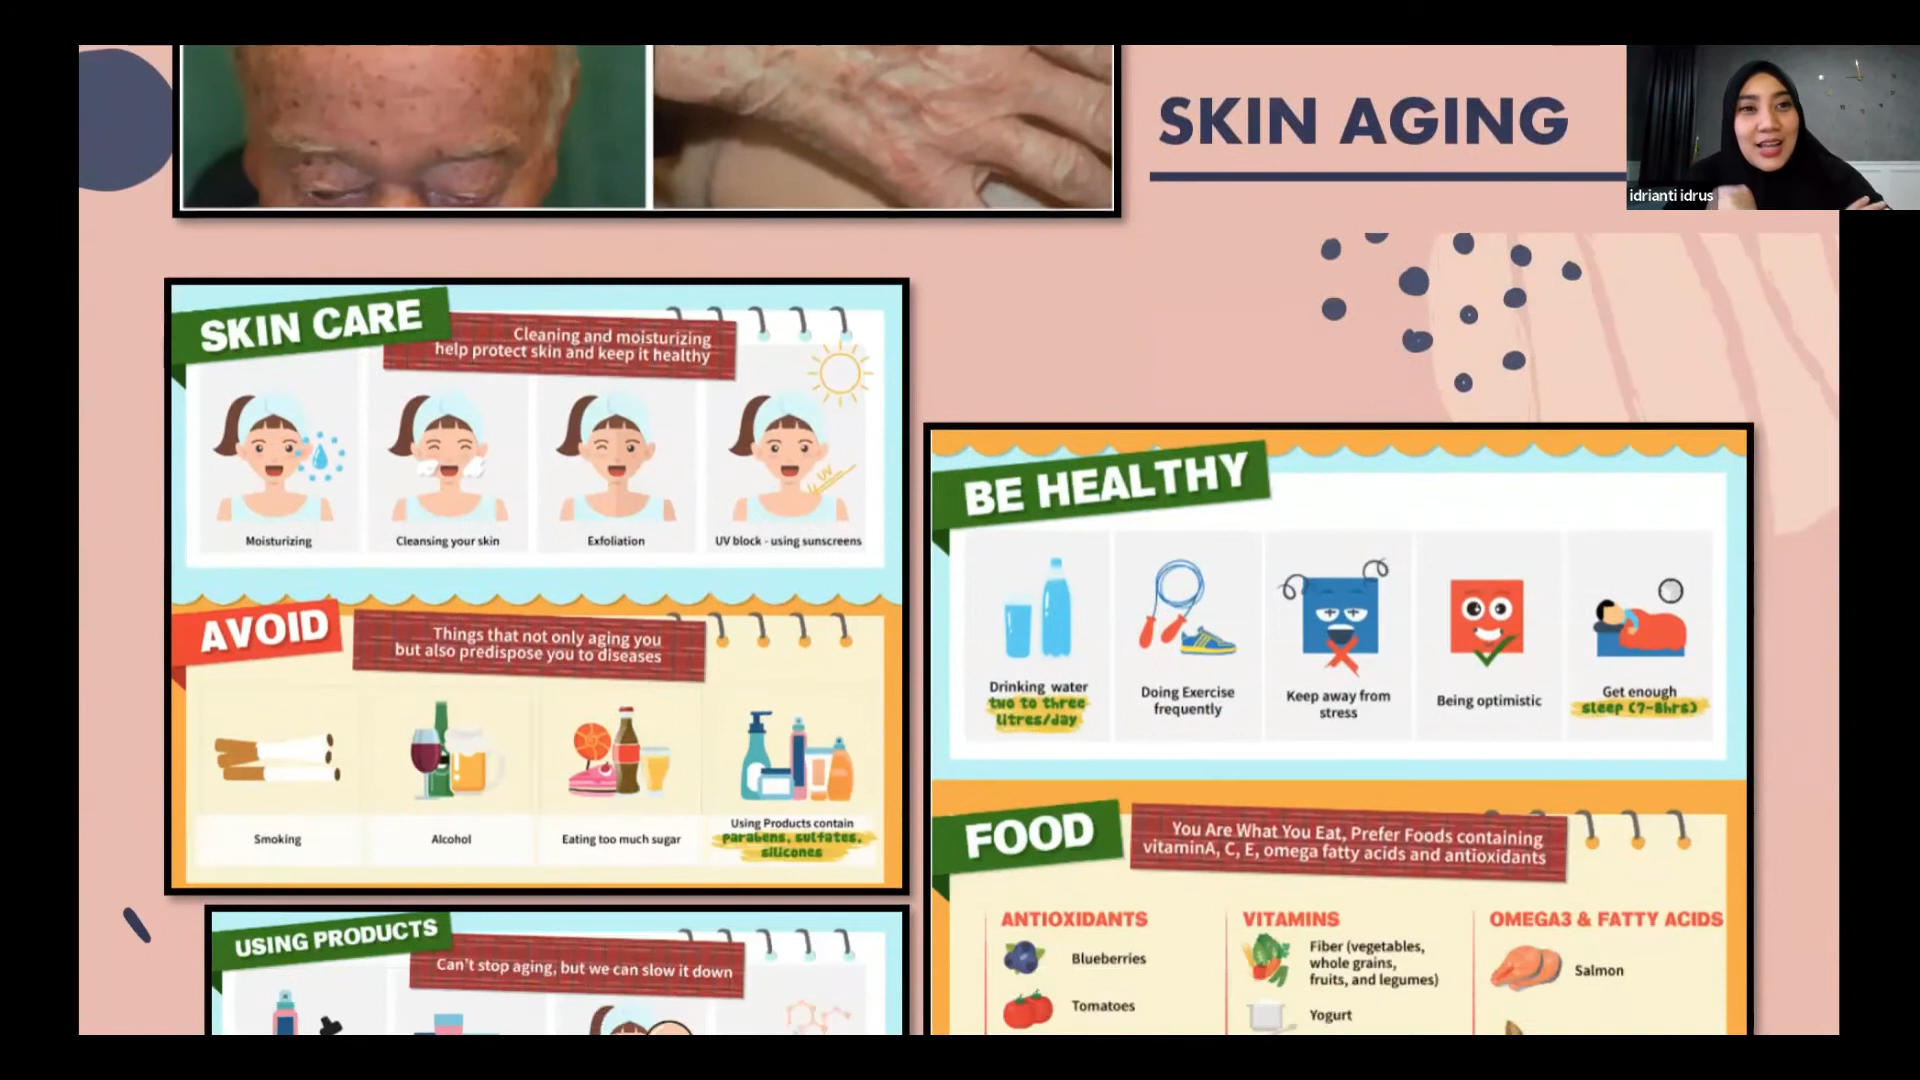 SKIN AGING
idrianti idrus
SKIN CARE
Cleaning and moisturizing
help protect skin and keep it healthy
UV
Moisturizing
Cleansing your skin
Exfoliation
UV block - using sunscreens
AVOID
Things that not only aging you
but also predispose you to diseases
Smoking
Alcohol
Eating too much sugar
Using Products contain
parabens, sulfates,
silicones
USING PRODUCTS
Can't stop aging, but we can slow it down
BE HEALTHY
Drinking water
two to three
litres/day
Doing Exercise
frequently
Keep away from
stress
Being optimistic
Get enough
sleep (7-8hrs)
FOOD
You Are What You Eat, Prefer Foods containing
vitaminA, C, E, omega fatty acids and antioxidants
ANTIOXIDANTS
Blueberries
Tomatoes
VITAMINS
Fiber (vegetables,
whole grains,
fruits, and legumes)
Yogurt
OMEGA3 & FATTY ACIDS
Salmon